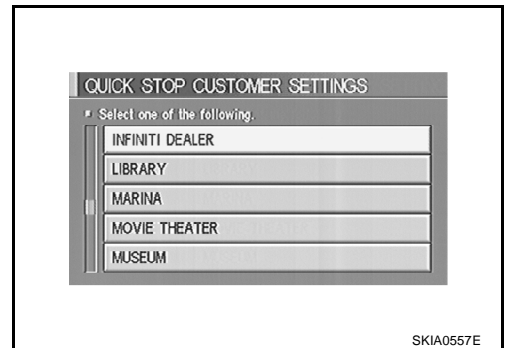 QUICK STOP CUSTOMER SETTINGS
Select one of the following.
INFINITI DEALER
LIBRARY
MARINA
MOVIE THEATER
MUSEUM
SKIA0557E